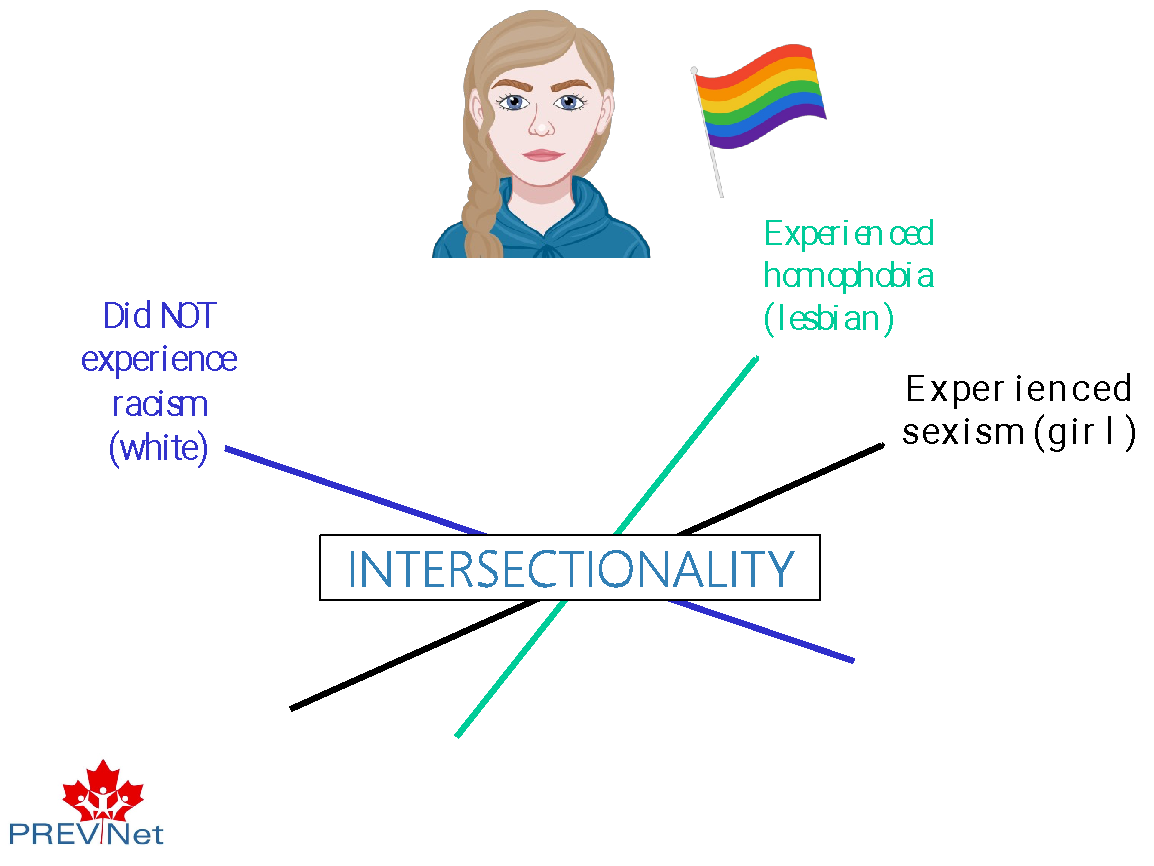 Experienced
homophobia
(lesbian)
Did NOT
experience
racism
(white)
Experienced
sexism (girl)
INTERSECTIONALITY
PREVNet